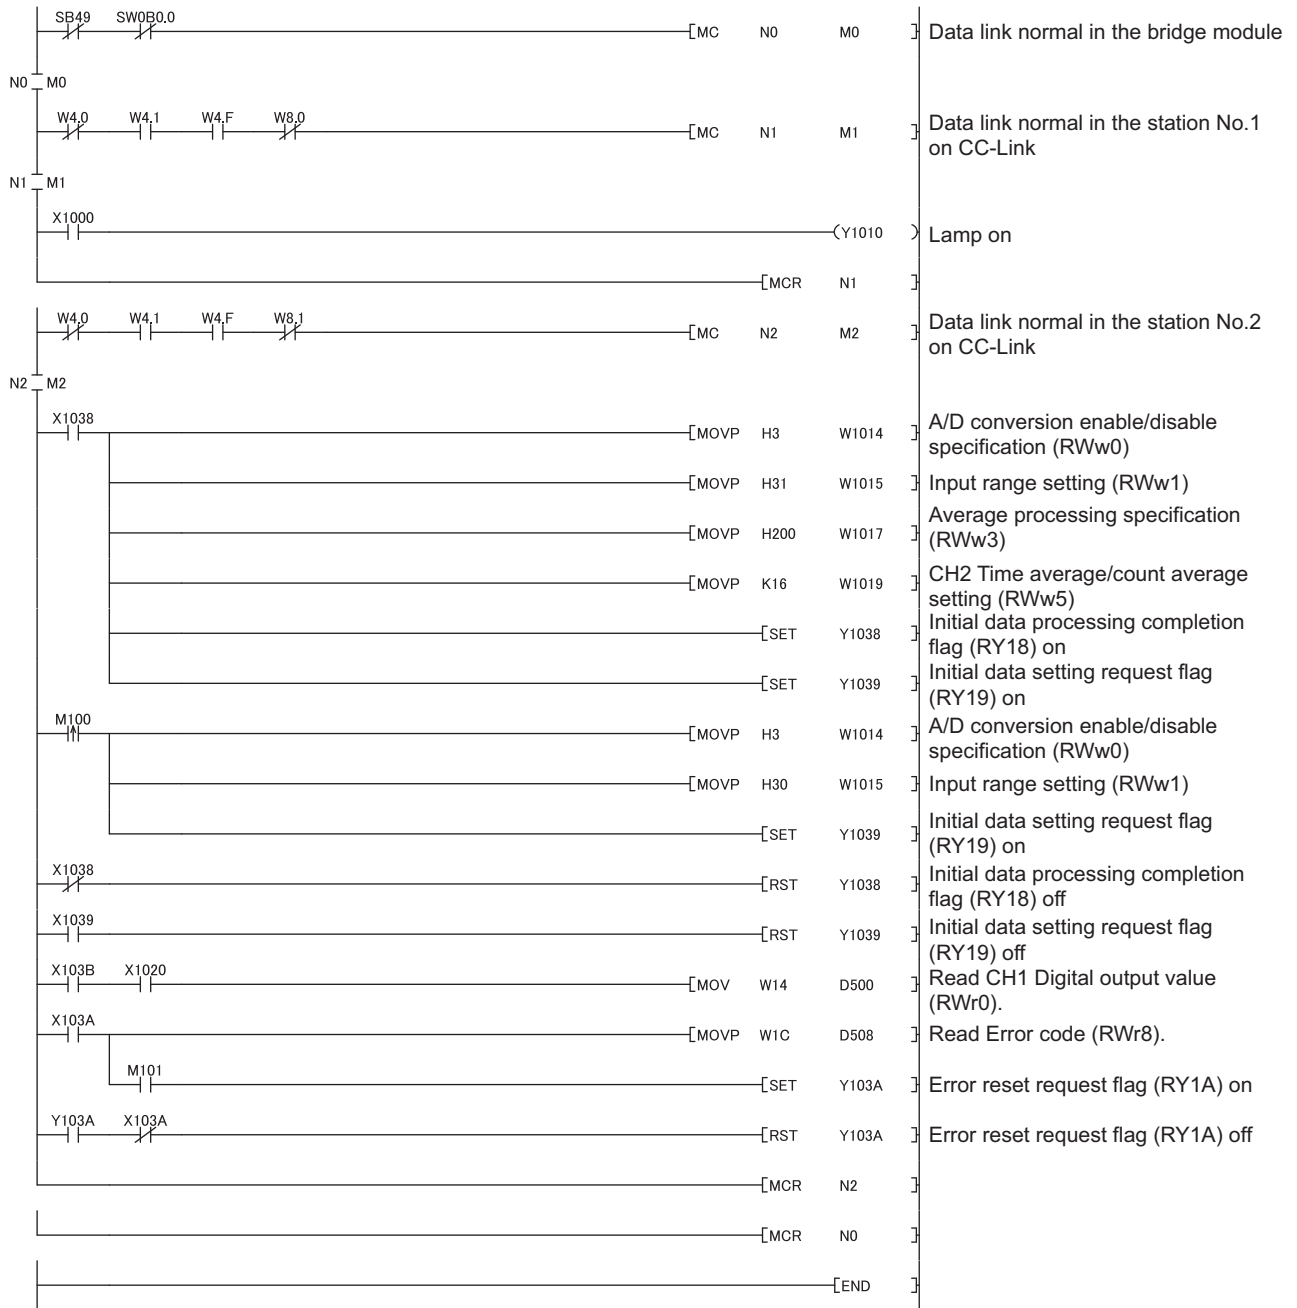 SB49 SW0B0.0
[MC N0 M0 ] Data link normal in the bridge module
N0 M0
W4.0 W4.1 W4.F W8.0
[MC N1 M1 ] Data link normal in the station No.1
on CC-Link
N1 M1
X1000
(Y1010 ) Lamp on
[MCR N1 ]
W4.0 W4.1 W4.F W8.1
[MC N2 M2 ] Data link normal in the station No.2
on CC-Link
N2 M2
X1038
[MOVP H3 W1014 ] A/D conversion enable/disable
specification (RWw0)
[MOVP H31 W1015 ] Input range setting (RWw1)
[MOVP H200 W1017 ] Average processing specification
(RWw3)
[MOVP K16 W1019 ] CH2 Time average/count average
setting (RWw5)
[SET Y1038 ] Initial data processing completion
flag (RY18) on
[SET Y1039 ] Initial data setting request flag
(RY19) on
M100
[MOVP H3 W1014 ] A/D conversion enable/disable
specification (RWw0)
[MOVP H30 W1015 ] Input range setting (RWw1)
[SET Y1039 ] Initial data setting request flag
(RY19) on
X1038
[RST Y1038 ] Initial data processing completion
flag (RY18) off
X1039
[RST Y1039 ] Initial data setting request flag
(RY19) off
X103B X1020
[MOV W14 D500 ] Read CH1 Digital output value
(RWr0).
X103A
[MOVP W1C D508 ] Read Error code (RWr8).
M101
[SET Y103A ] Error reset request flag (RY1A) on
Y103A X103A
[RST Y103A ] Error reset request flag (RY1A) off
[MCR N2 ]
[MCR N0 ]
[END ]